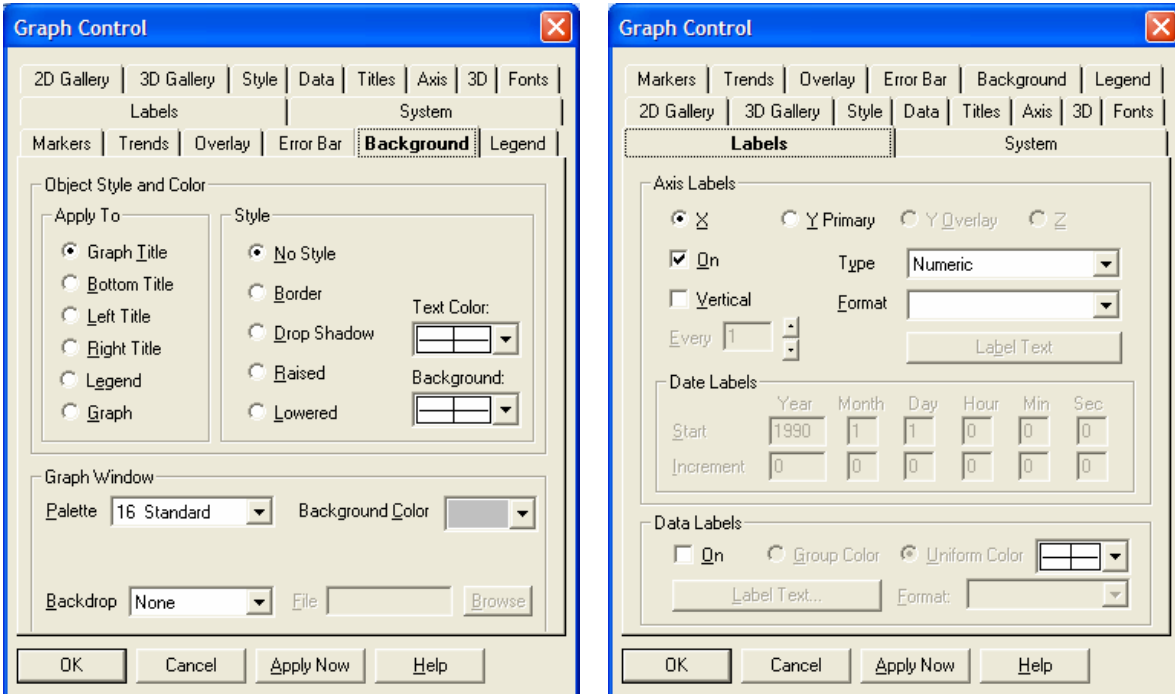 Graph Control
2D Gallery 3D Gallery Style Data Titles Axis 3D Fonts
Labels System
Markers Trends Overlay Error Bar Background Legend
Object Style and Color
Apply To
Graph Title
Bottom Title
Left Title
Right Title
Legend
Graph
Style
No Style
Border
Drop Shadow
Raised
Lowered
Text Color:
Background:
Graph Window
Palette 16 Standard Background Color
Backdrop None File Browse
OK Cancel Apply Now Help
Graph Control
Markers Trends Overlay Error Bar Background Legend
2D Gallery 3D Gallery Style Data Titles Axis 3D Fonts
Labels System
Axis Labels
X Y Primary Y Overlay Z
On Type Numeric
Vertical Format
Every 1 Label Text
Date Labels
Year Month Day Hour Min Sec
Start 1990 1 1 0 0 0
Increment 0 0 0 0 0 0
Data Labels
On Group Color Uniform Color
Label Text... Format:
OK Cancel Apply Now Help